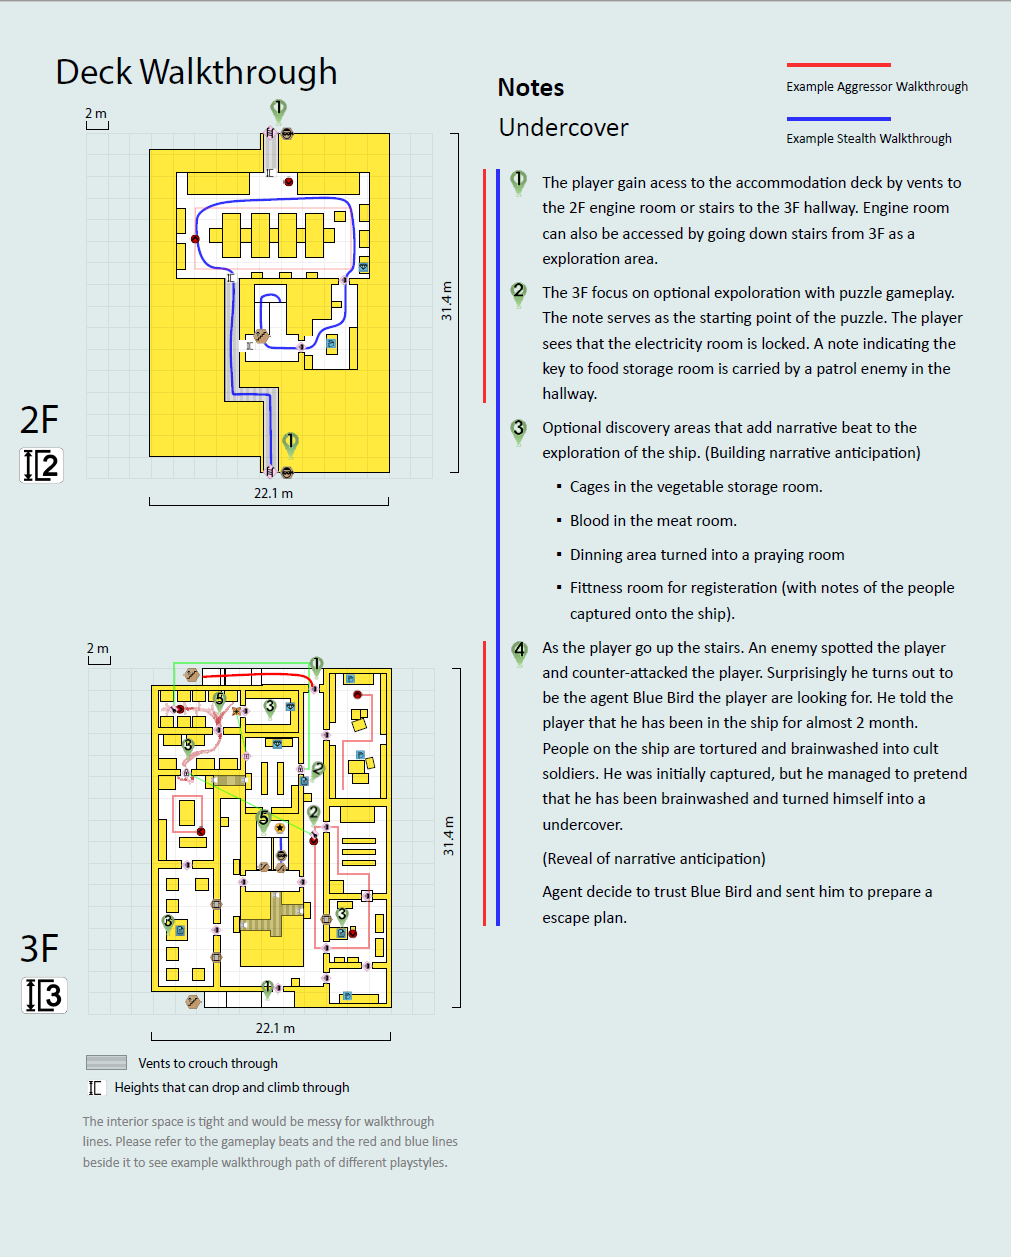 Deck Walkthrough
2 m
1
31.4 m
2F
2
1
22.1 m
2 m
1
5
3
3
2
5
2
3
3
1
31.4 m
3F
3
22.1 m
Vents to crouch through
Heights that can drop and climb through
The interior space is tight and would be messy for walkthrough
lines. Please refer to the gameplay beats and the red and blue lines
beside it to see example walkthrough path of different playstyles.
Notes
Undercover
Example Aggressor Walkthrough
Example Stealth Walkthrough
1
The player gain acess to the accommodation deck by vents to
the 2F engine room or stairs to the 3F hallway. Engine room
can also be accessed by going down stairs from 3F as a
exploration area.
2
The 3F focus on optional expoloration with puzzle gameplay.
The note serves as the starting point of the puzzle. The player
sees that the electricity room is locked. A note indicating the
key to food storage room is carried by a patrol enemy in the
hallway.
3
Optional discovery areas that add narrative beat to the
exploration of the ship. (Building narrative anticipation)
▪ Cages in the vegetable storage room.
▪ Blood in the meat room.
▪ Dinning area turned into a praying room
▪ Fittness room for registeration (with notes of the people
captured onto the ship).
4
As the player go up the stairs. An enemy spotted the player
and counter-attacked the player. Surprisingly he turns out to
be the agent Blue Bird the player are looking for. He told the
player that he has been in the ship for almost 2 month.
People on the ship are tortured and brainwashed into cult
soldiers. He was initially captured, but he managed to pretend
that he has been brainwashed and turned himself into a
undercover.
(Reveal of narrative anticipation)
Agent decide to trust Blue Bird and sent him to prepare a
escape plan.